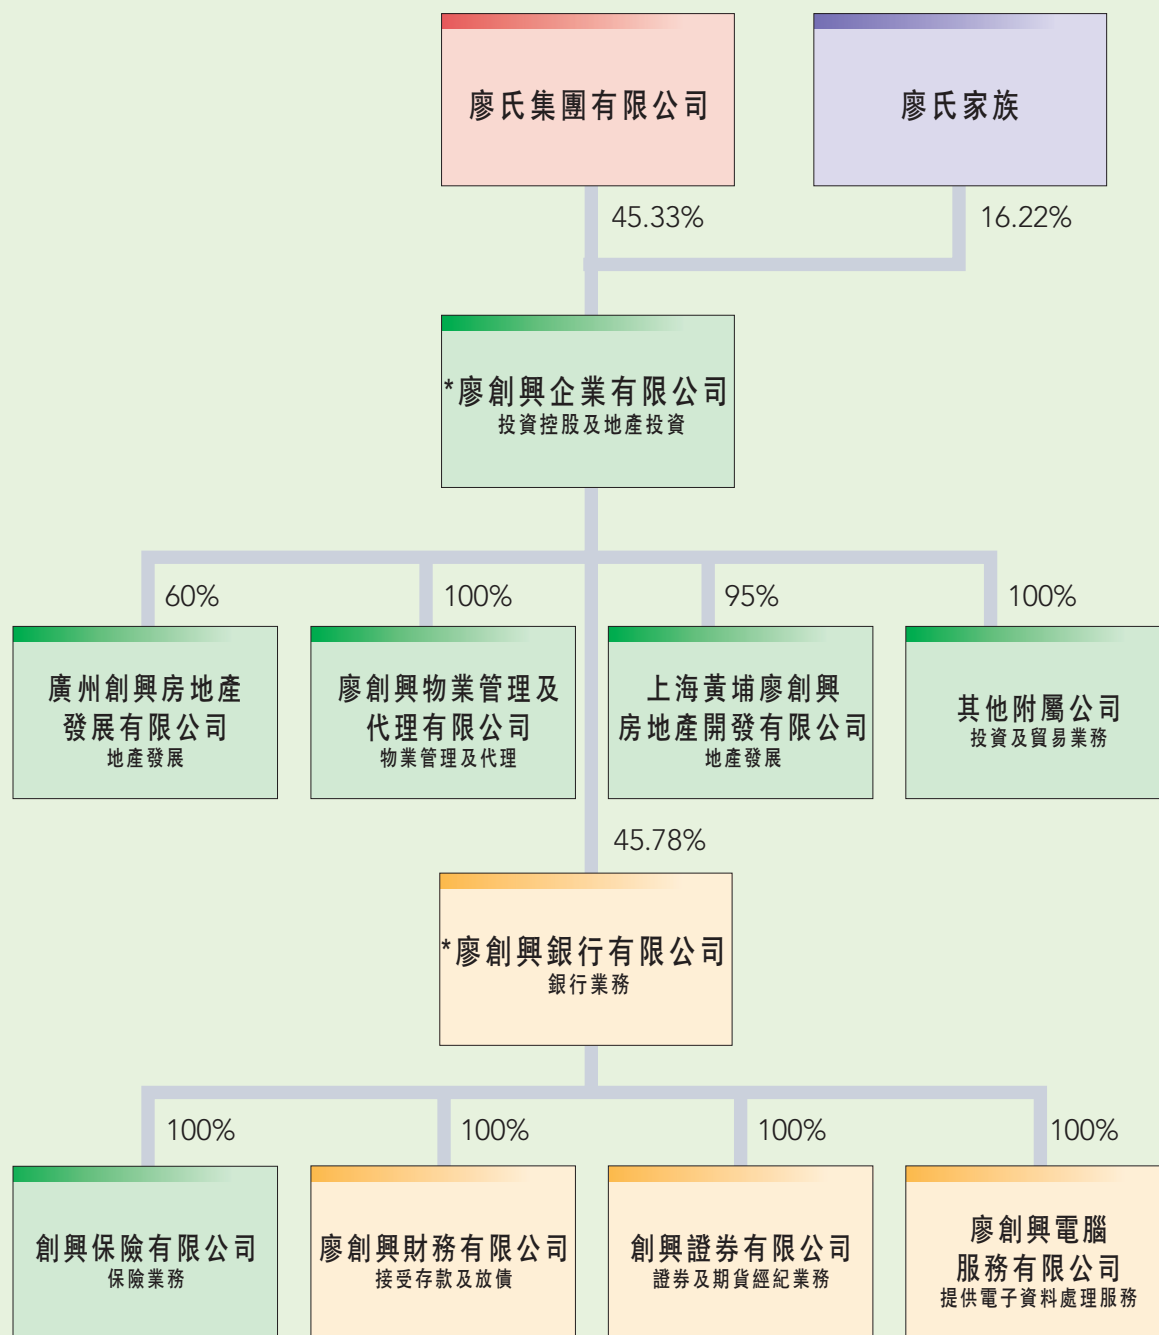 廖氏集團有限公司
廖氏家族
45.33%
16.22%
*廖創興企業有限公司
投資控股及地產投資
60%
100%
95%
100%
廣州創興房地產
發展有限公司
地產發展
廖創興物業管理及
代理有限公司
物業管理及代理
上海黃埔廖創興
房地產開發有限公司
地產發展
其他附屬公司
投資及貿易業務
45.78%
*廖創興銀行有限公司
銀行業務
100%
100%
100%
100%
創興保險有限公司
保險業務
廖創興財務有限公司
接受存款及放債
創興證券有限公司
證券及期貨經紀業務
廖創興電腦
服務有限公司
提供電子資料處理服務